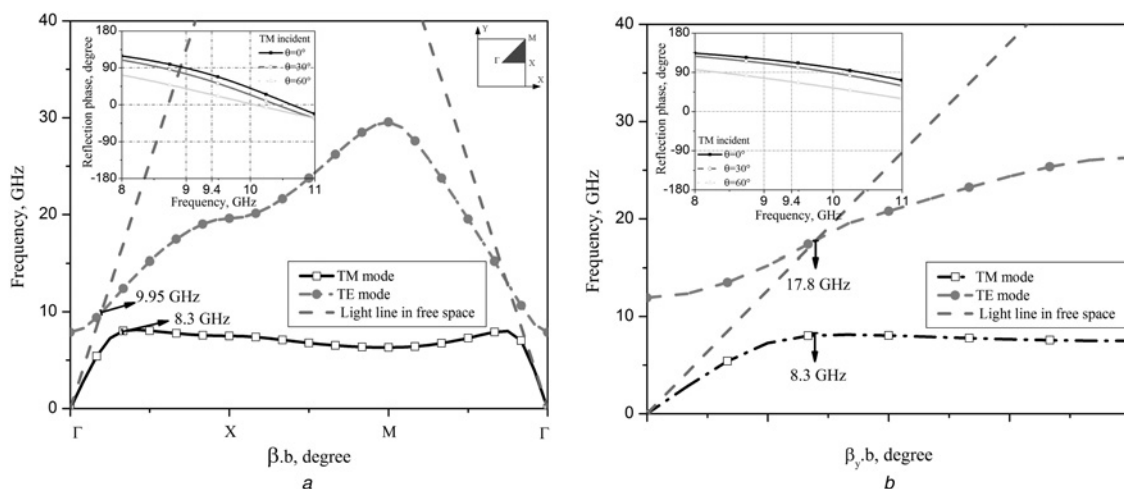 40
30
20
10
0
Frequency, GHz
180
90
0
-90
-180
Reflection phase, degree
TM incident
θ=0°
θ=30°
θ=60°
8
9
9.4
10
11
Frequency, GHz
Y
M
Γ
X
X
9.95 GHz
8.3 GHz
TM mode
TE mode
Light line in free space
Γ
X
M
Γ
β.b, degree
a
40
30
20
10
0
Frequency, GHz
180
90
0
-90
-180
Reflection phase, degree
TM incident
θ=0°
θ=30°
θ=60°
8
9
9.4
10
11
Frequency, GHz
17.8 GHz
8.3 GHz
TM mode
TE mode
Light line in free space
βy.b, degree
b